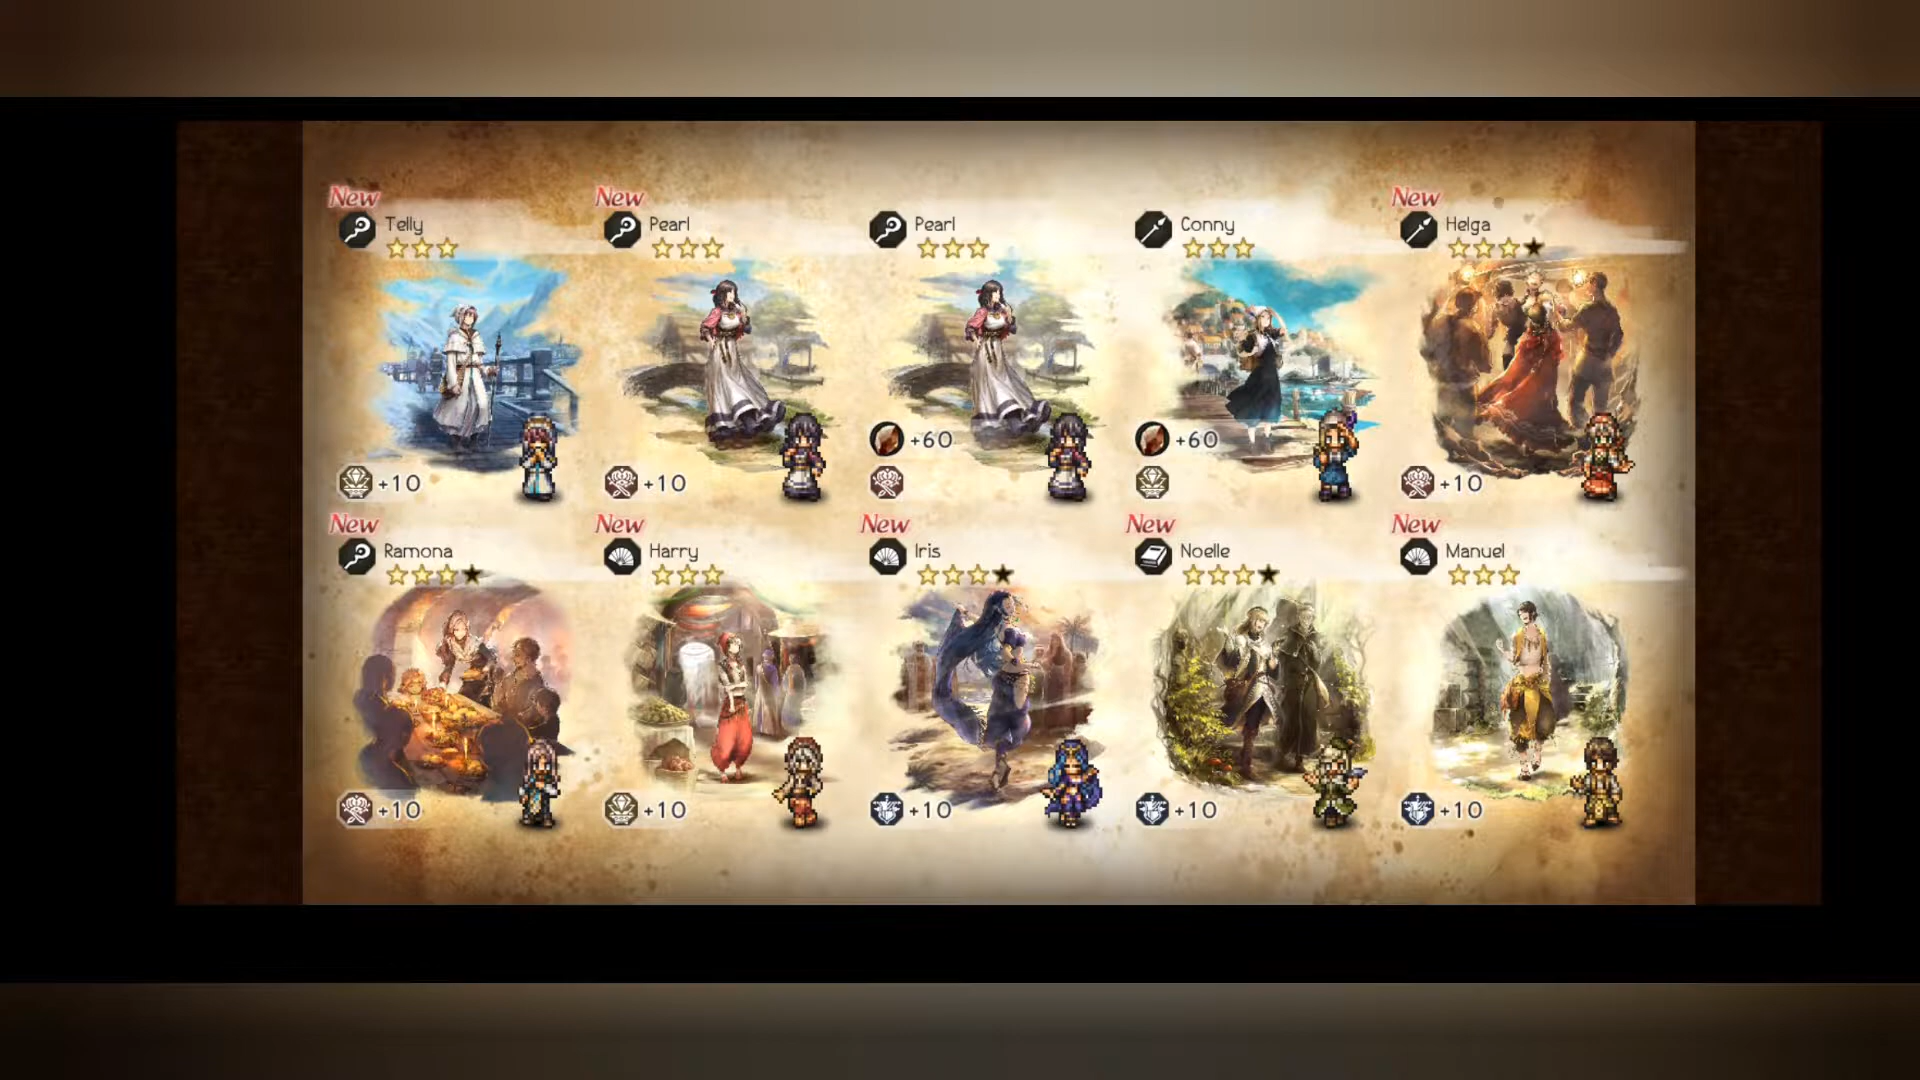 New
Telly
+10
New
Pearl
+10
Pearl
+60
Conny
+60
New
Helga
+10
New
Ramona
+10
New
Harry
+10
New
Iris
+10
New
Noelle
+10
New
Manuel
+10